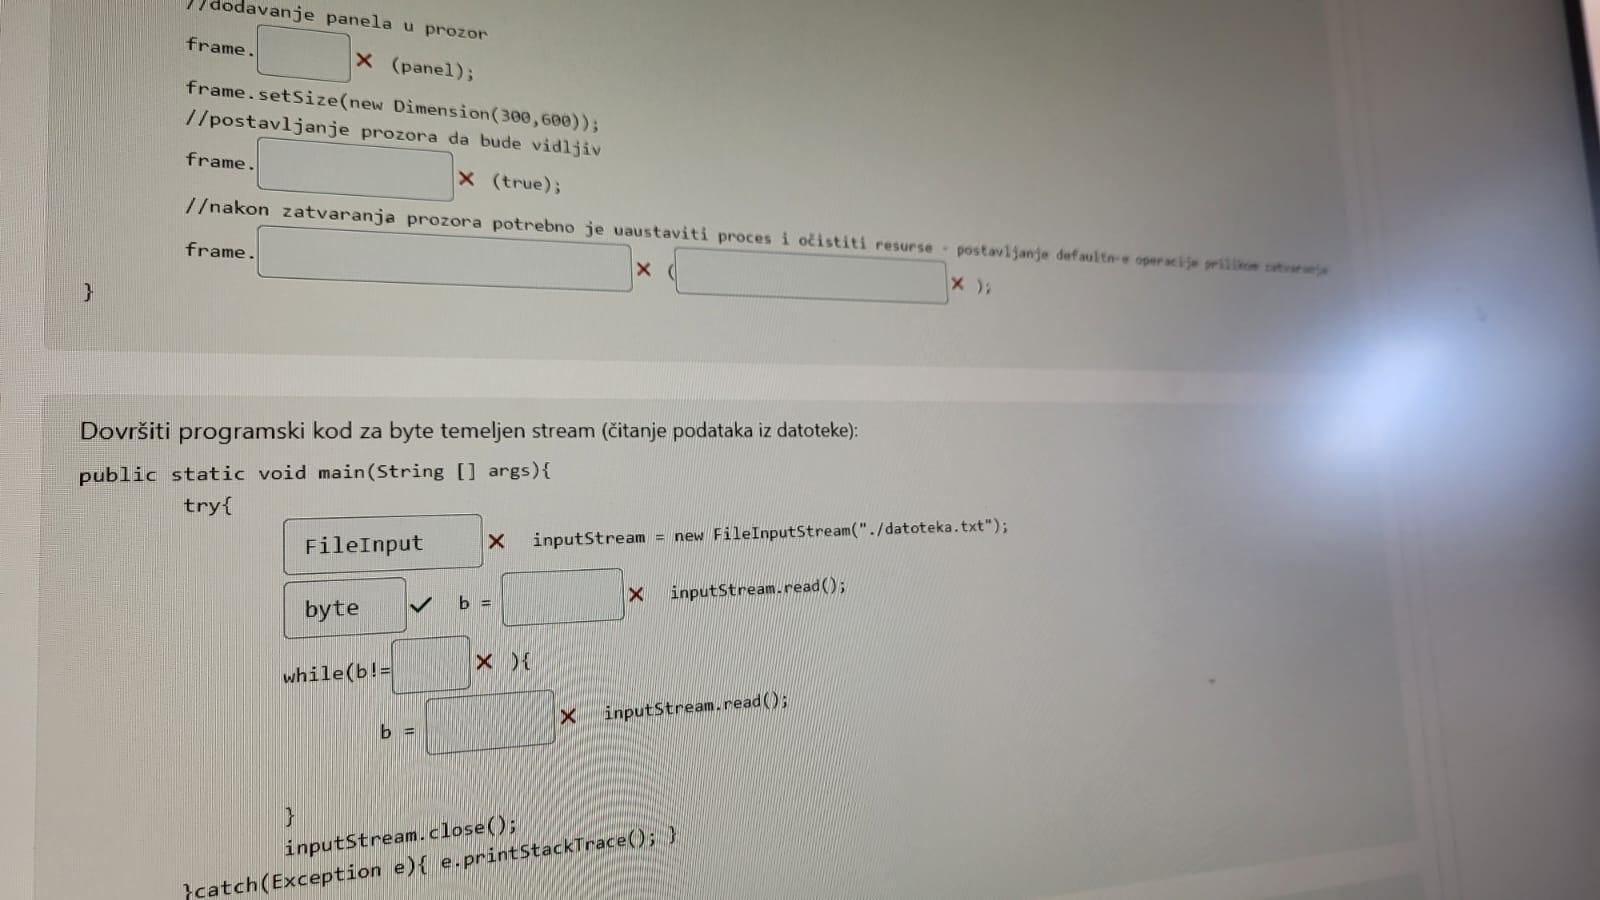 //dodavanje panela u prozor
frame. ✗ (panel);
frame.setSize(new Dimension(300,600));
//postavljanje prozora da bude vidljiv
frame. ✗ (true);
//nakon zatvaranja prozora potrebno je uaustaviti proces i očistiti resurse - postavljanje defaultn-e operacije prilikom zatvaranja
frame. ✗ ( ✗ );
}
Dovršiti programski kod za byte temeljen stream (čitanje podataka iz datoteke):
public static void main(String [] args){
try{
FileInput ✗ inputStream = new FileInputStream("./datoteka.txt");
byte ✓ b = ✗ inputStream.read();
while(b!= ✗ ){
b = ✗ inputStream.read();
}
inputStream.close();
}catch(Exception e){ e.printStackTrace(); }